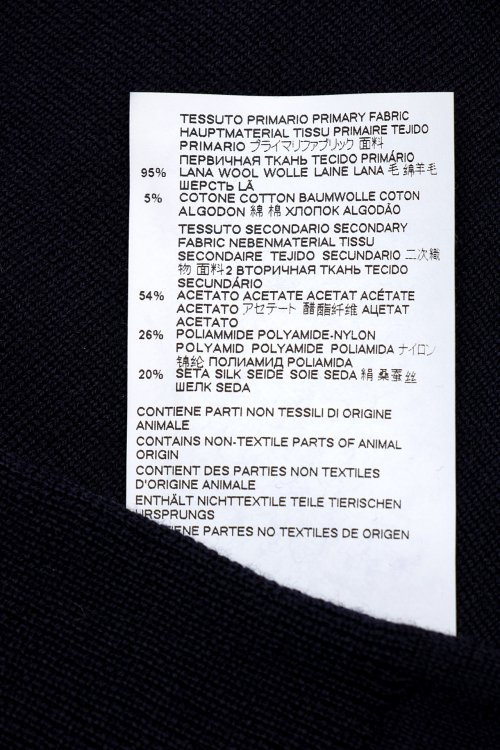 TESSUTO PRIMARIO PRIMARY FABRIC
HAUPTMATERIAL TISSU PRIMAIRE TEJIDO
PRIMARIO プライマリファブリック 面料
ПЕРВИЧНАЯ ТКАНЬ TECIDO PRIMÁRIO
95% LANA WOOL WOLLE LAINE LANA 毛 绵羊毛
ШЕРСТЬ LÃ
5% COTONE COTTON BAUMWOLLE COTON
ALGODON 綿 棉 ХЛОПОК ALGODÃO
TESSUTO SECONDARIO SECONDARY
FABRIC NEBENMATERIAL TISSU
SECONDAIRE TEJIDO SECUNDARIO 二次織
物 面料2 ВТОРИЧНАЯ ТКАНЬ TECIDO
SECUNDÁRIO
54% ACETATO ACETATE ACETAT ACÉTATE
ACETATO アセテート 醋酯纤维 АЦЕТАТ
ACETATO
26% POLIAMMIDE POLYAMIDE-NYLON
POLYAMID POLYAMIDE POLIAMIDA ナイロン
锦纶 ПОЛИАМИД POLIAMIDA
20% SETA SILK SEIDE SOIE SEDA 絹 桑蚕丝
ШЕЛК SEDA
CONTIENE PARTI NON TESSILI DI ORIGINE
ANIMALE
CONTAINS NON-TEXTILE PARTS OF ANIMAL
ORIGIN
CONTIENT DES PARTIES NON TEXTILES
D'ORIGINE ANIMALE
ENTHÄLT NICHTTEXTILE TEILE TIERISCHEN
URSPRUNGS
PARTES NO TEXTILES DE ORIGEN